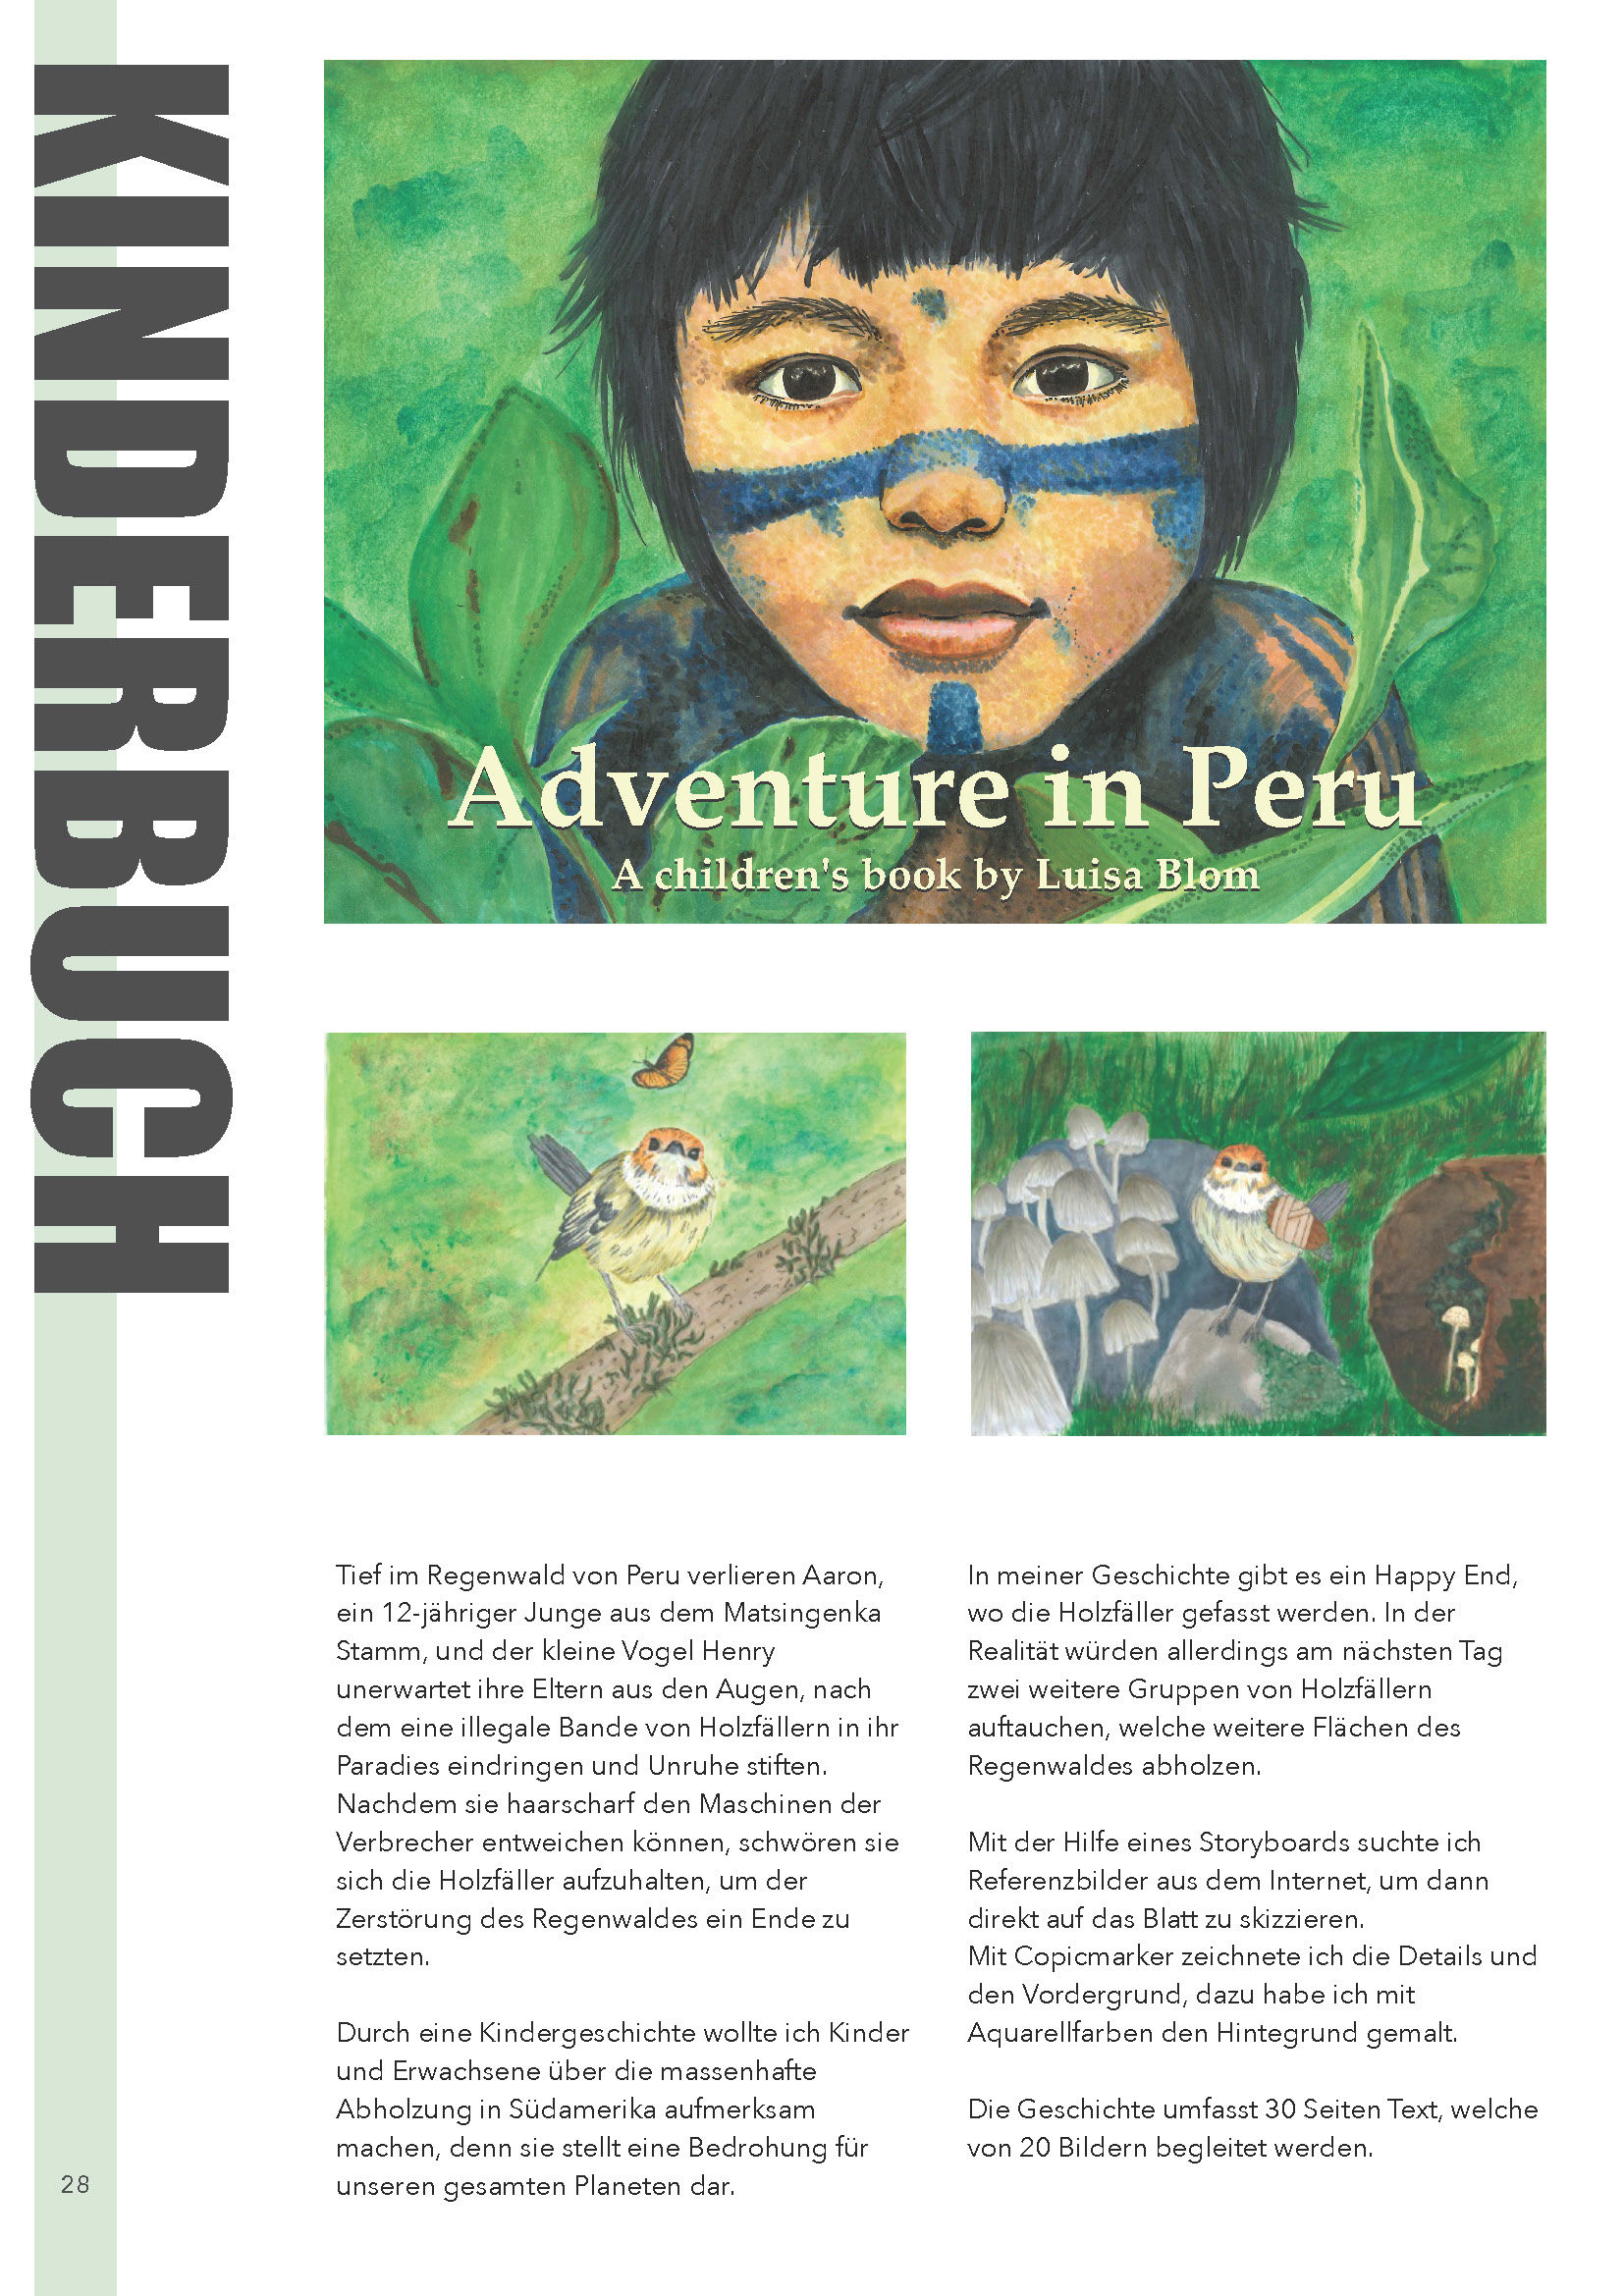 KINDERBUCH
Adventure in Peru
A children's book by Luisa Blom
Tief im Regenwald von Peru verlieren Aaron,
ein 12-jähriger Junge aus dem Matsingenka
Stamm, und der kleine Vogel Henry
unerwartet ihre Eltern aus den Augen, nach
dem eine illegale Bande von Holzfällern in ihr
Paradies eindringen und Unruhe stiften.
Nachdem sie haarscharf den Maschinen der
Verbrecher entweichen können, schwören sie
sich die Holzfäller aufzuhalten, um der
Zerstörung des Regenwaldes ein Ende zu
setzten.
Durch eine Kindergeschichte wollte ich Kinder
und Erwachsene über die massenhafte
Abholzung in Südamerika aufmerksam
machen, denn sie stellt eine Bedrohung für
unseren gesamten Planeten dar.
In meiner Geschichte gibt es ein Happy End,
wo die Holzfäller gefasst werden. In der
Realität würden allerdings am nächsten Tag
zwei weitere Gruppen von Holzfällern
auftauchen, welche weitere Flächen des
Regenwaldes abholzen.
Mit der Hilfe eines Storyboards suchte ich
Referenzbilder aus dem Internet, um dann
direkt auf das Blatt zu skizzieren.
Mit Copicmarker zeichnete ich die Details und
den Vordergrund, dazu habe ich mit
Aquarellfarben den Hintegrund gemalt.
Die Geschichte umfasst 30 Seiten Text, welche
von 20 Bildern begleitet werden.
28